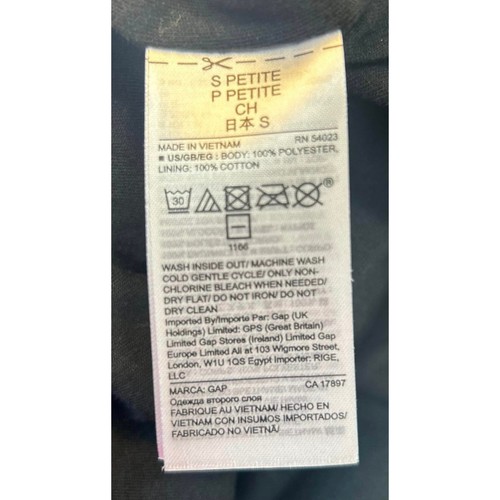 S PETITE
P PETITE
CH
日本 S
MADE IN VIETNAM RN 54023
■ US/GB/EG : BODY: 100% POLYESTER,
LINING: 100% COTTON
30
®
1166
WASH INSIDE OUT/ MACHINE WASH
COLD GENTLE CYCLE/ ONLY NON-
CHLORINE BLEACH WHEN NEEDED/
DRY FLAT/ DO NOT IRON/ DO NOT
DRY CLEAN
Imported By/Importe Par: Gap (UK
Holdings) Limited: GPS (Great Britain)
Limited Gap Stores (Ireland) Limited Gap
Europe Limited All at 103 Wigmore Street,
London, W1U 1QS Egypt Importer: RIGE,
LLC
MARCA: GAP CA 17897
Одежда второго слоя
FABRIQUE AU VIETNAM/ HECHO EN
VIETNAM CON INSUMOS IMPORTADOS/
FABRICADO NO VIETNÃ/